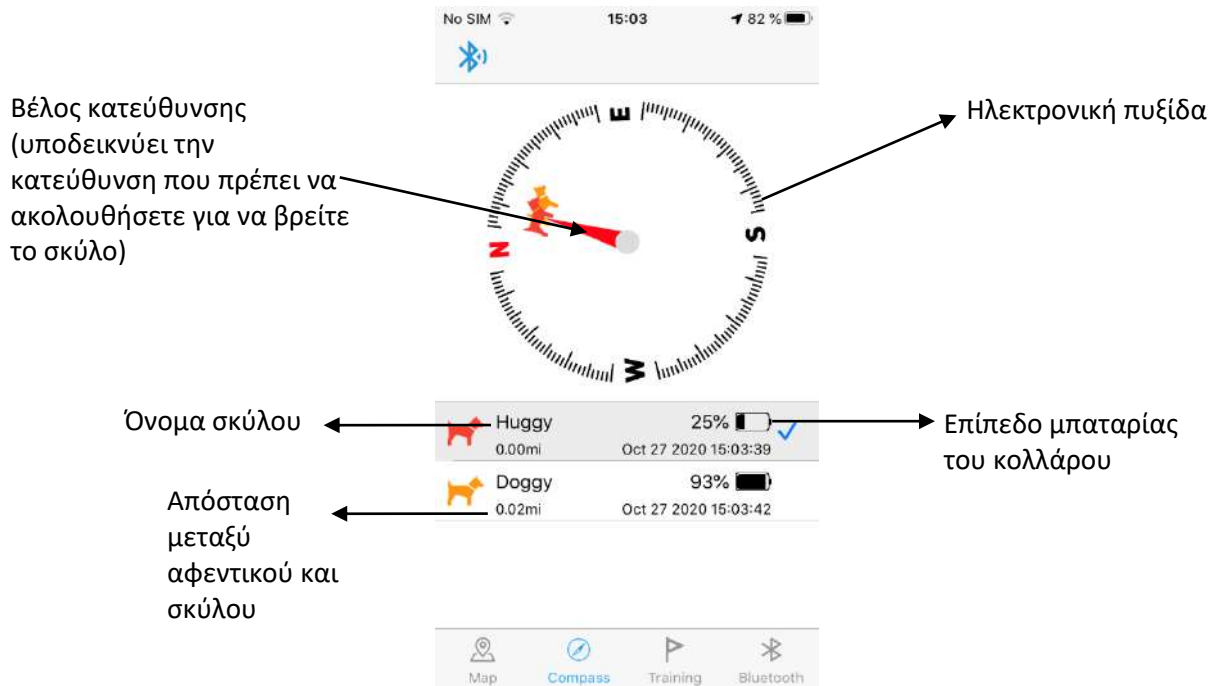 No SIM 15:03 82 %
Βέλος κατεύθυνσης
(υποδεικνύει την
κατεύθυνση που πρέπει να
ακολουθήσετε για να βρείτε
το σκύλο)
Ηλεκτρονική πυξίδα
E
S
N
W
Όνομα σκύλου
Huggy 25%
0.00mi Oct 27 2020 15:03:39
Επίπεδο μπαταρίας
του κολλάρου
Doggy 93%
0.02mi Oct 27 2020 15:03:42
Απόσταση
μεταξύ
αφεντικού και
σκύλου
Map Compass Training Bluetooth